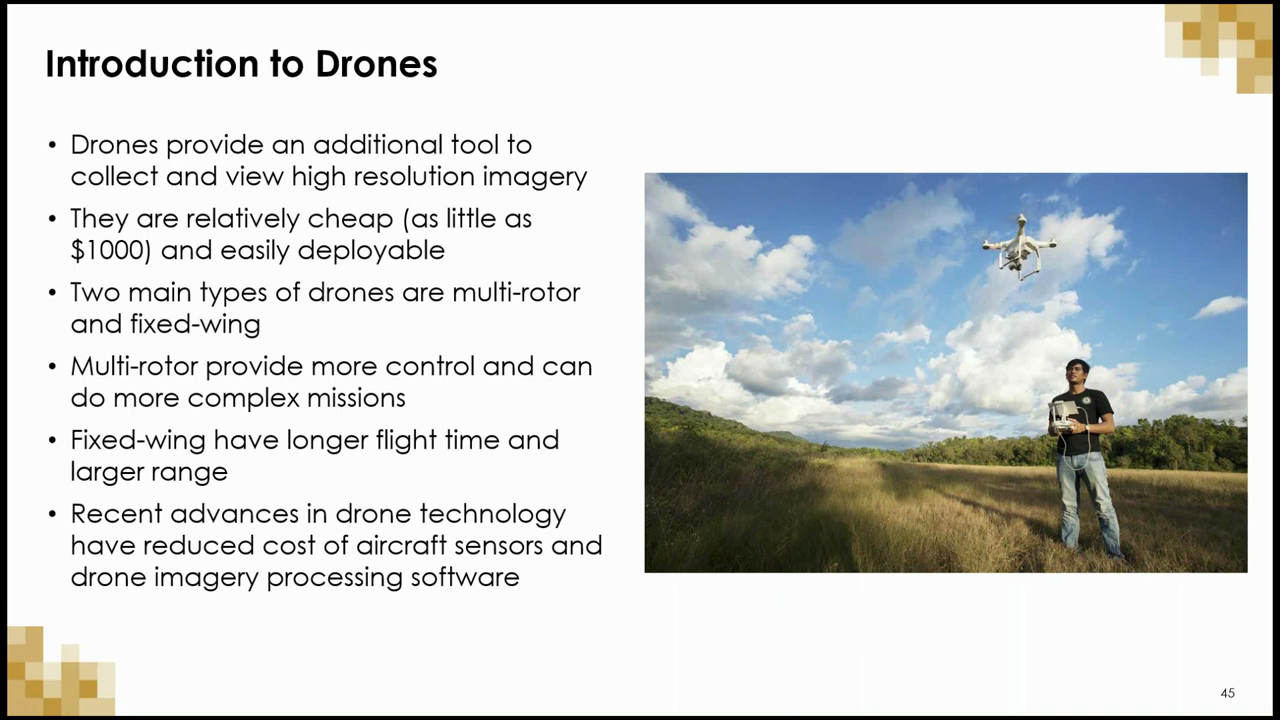 Introduction to Drones
• Drones provide an additional tool to
collect and view high resolution imagery
• They are relatively cheap (as little as
$1000) and easily deployable
• Two main types of drones are multi-rotor
and fixed-wing
• Multi-rotor provide more control and can
do more complex missions
• Fixed-wing have longer flight time and
larger range
• Recent advances in drone technology
have reduced cost of aircraft sensors and
drone imagery processing software
45